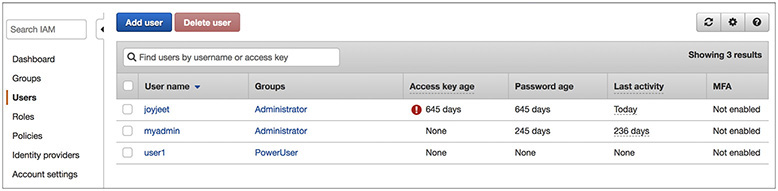 Add user Delete user
Search IAM
Find users by username or access key Showing 3 results
Dashboard
Groups
Users
Roles
Policies
Identity providers
Account settings
User name Groups Access key age Password age Last activity MFA
joyjeet Administrator 645 days 645 days Today Not enabled
myadmin Administrator None 245 days 236 days Not enabled
user1 PowerUser None None None Not enabled